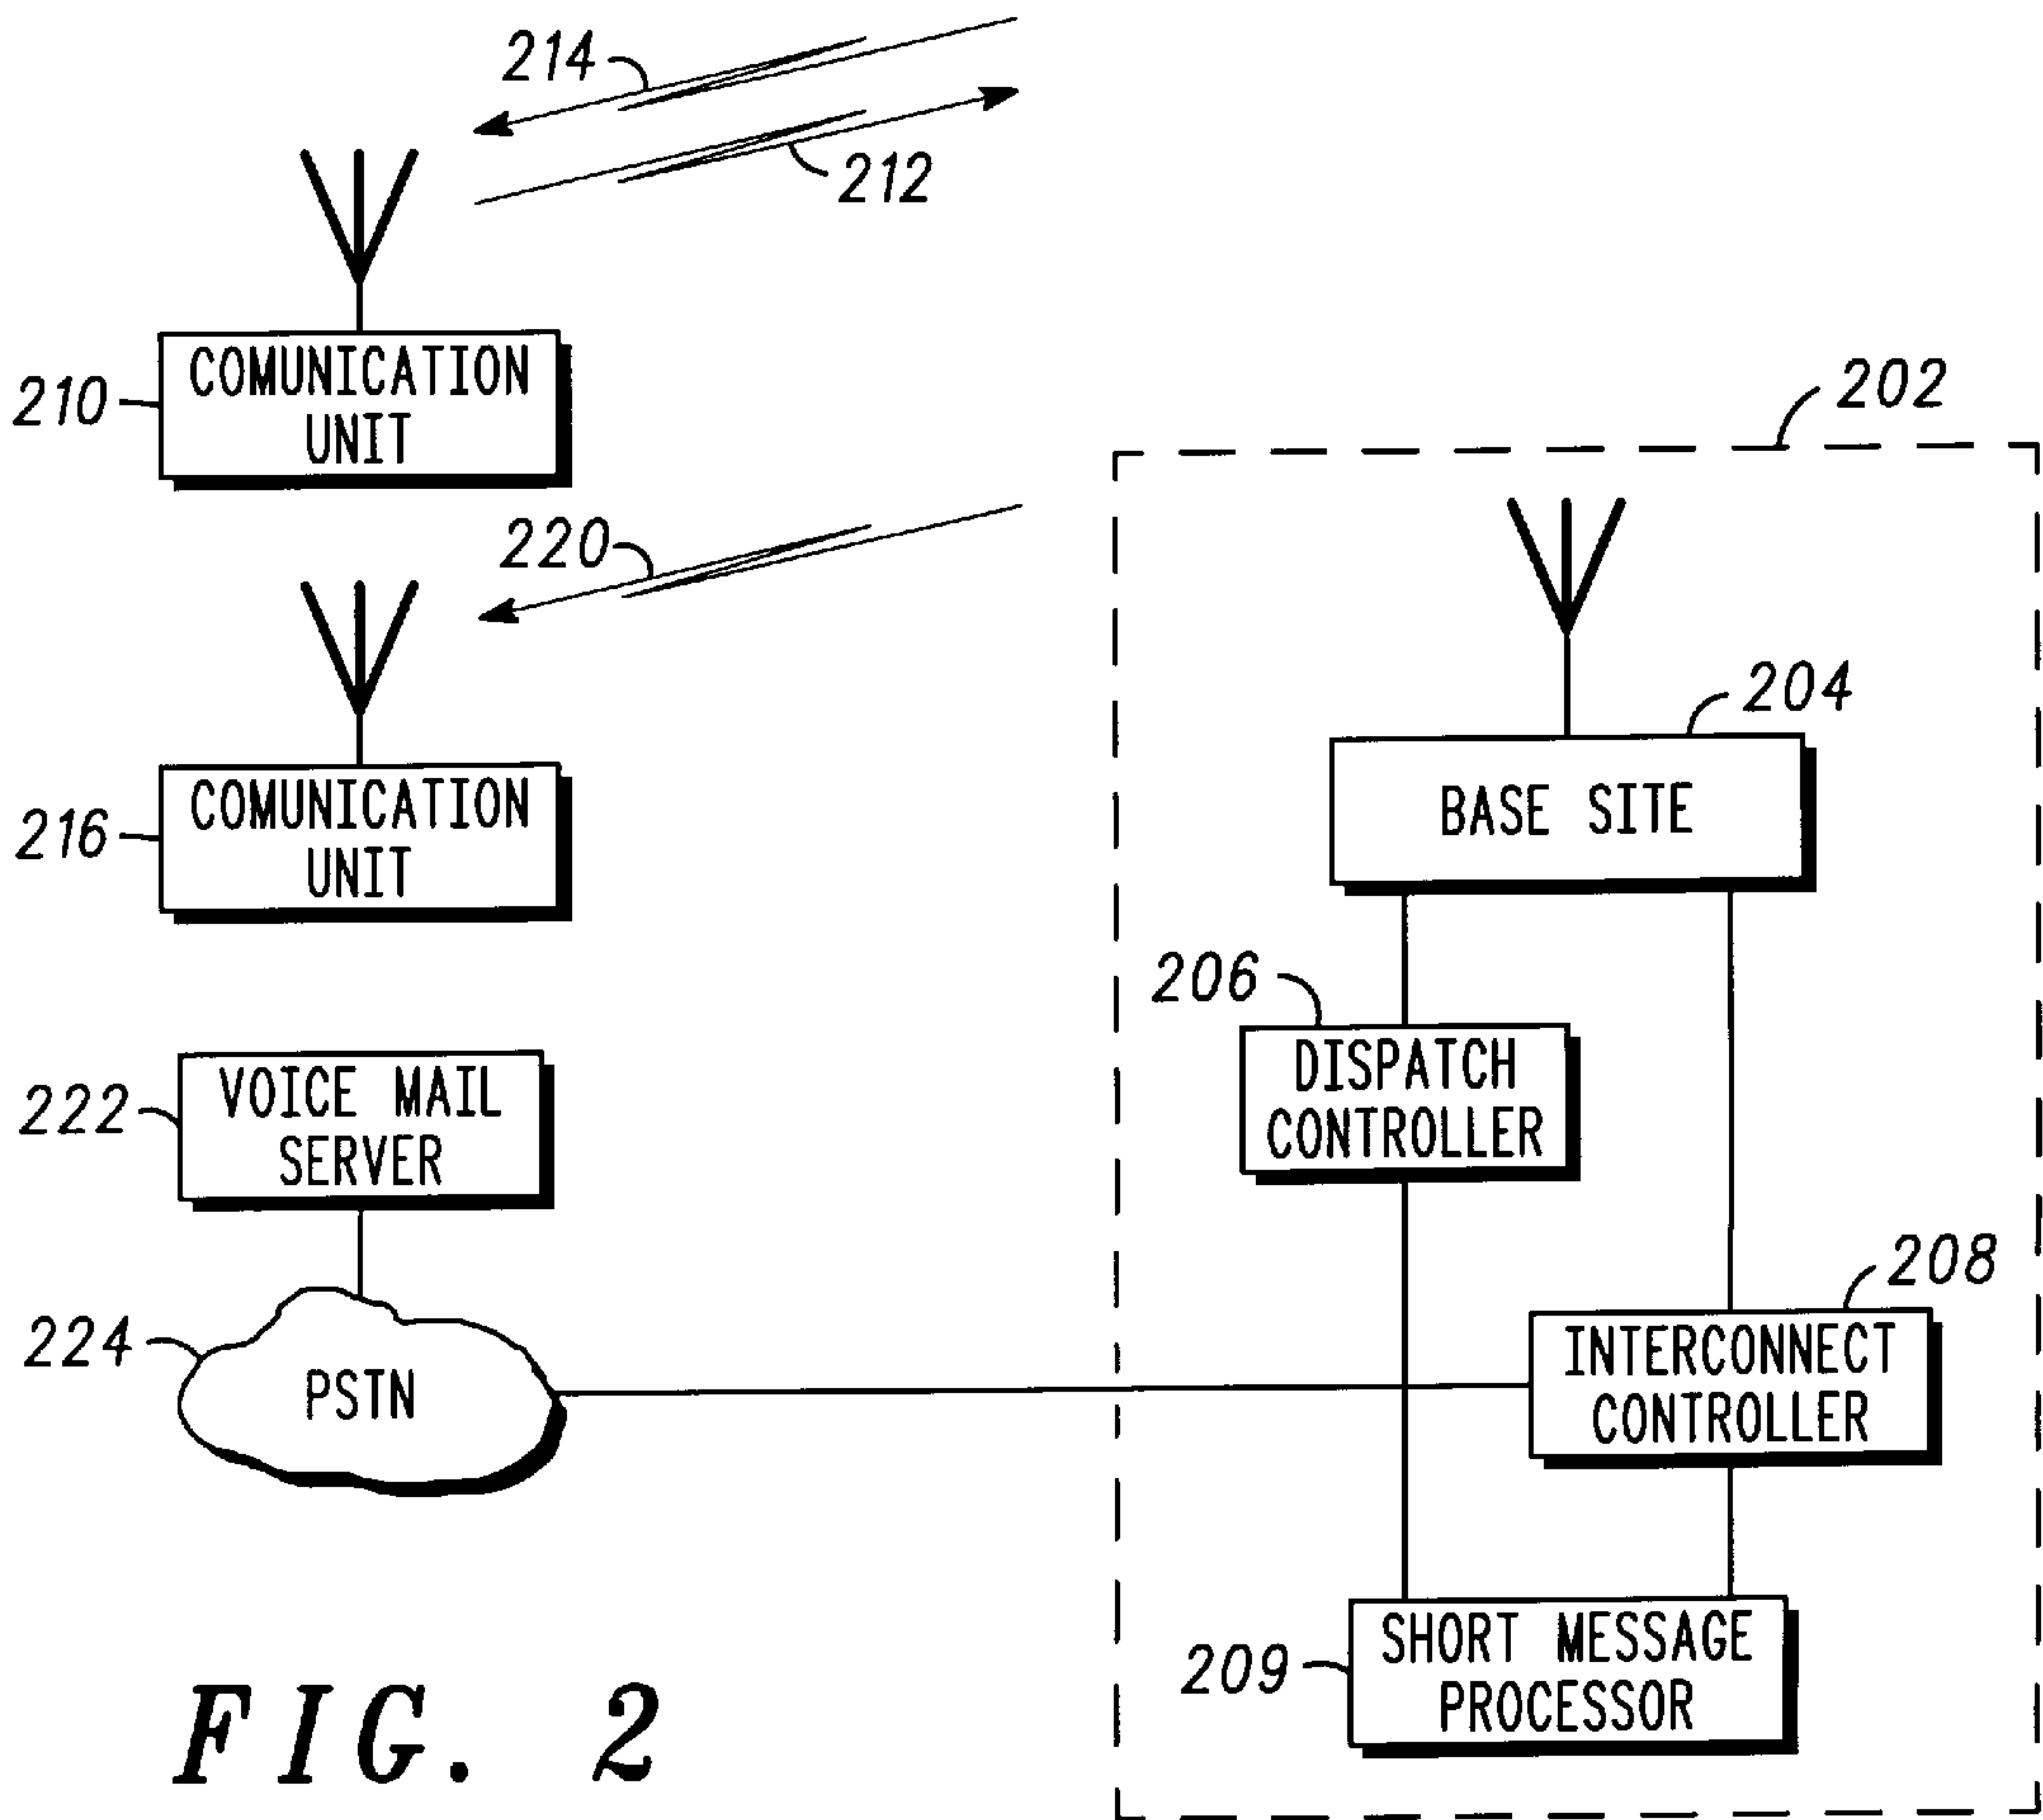 214
212
210
COMUNICATION
UNIT
202
220
204
216
COMUNICATION
UNIT
BASE SITE
206
DISPATCH
CONTROLLER
222
VOICE MAIL
SERVER
208
224
PSTN
INTERCONNECT
CONTROLLER
209
SHORT MESSAGE
PROCESSOR
FIG. 2